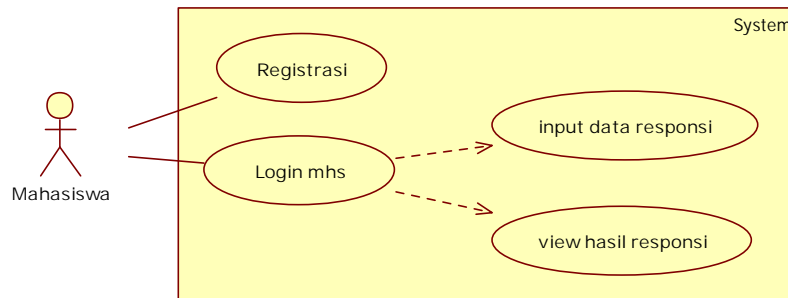 System
Registrasi
input data responsi
Login mhs
Mahasiswa
view hasil responsi